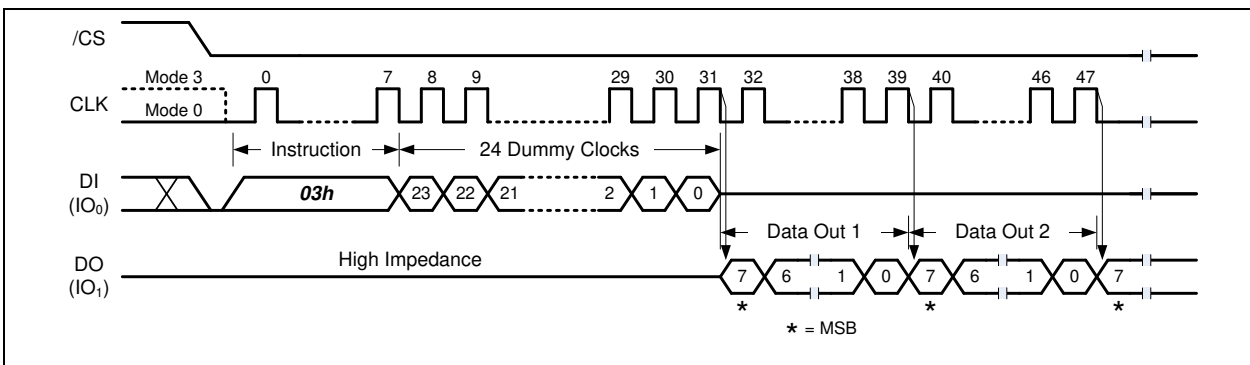 /CS
Mode 3 0 7 8 9 29 30 31 32 38 39 40 46 47
CLK
Mode 0
Instruction 24 Dummy Clocks
DI
(IO0) 03h 23 22 21 2 1 0
Data Out 1 Data Out 2
High Impedance
DO
(IO1) 7 6 1 0 7 6 1 0 7
* * *
* = MSB